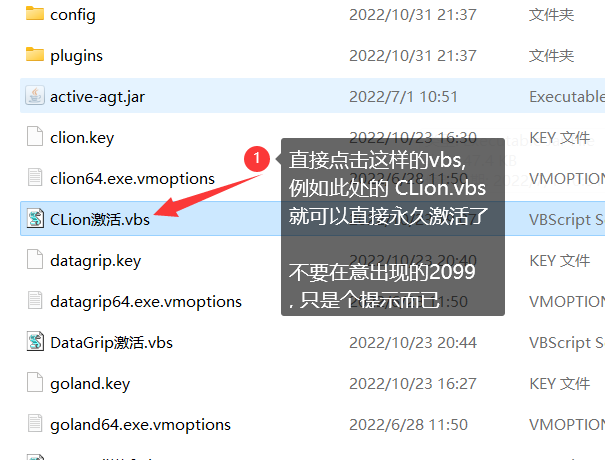 config 2022/10/31 21:37 文件夹
plugins 2022/10/31 21:37 文件夹
active-agt.jar 2022/7/1 10:51 Executable
clion.key 2022/10/23 16:30 KEY 文件
clion64.exe.vmoptions 2022/6/28 11:50 VMOPTION
CLion激活.vbs VBScript S
datagrip.key 2022/10/23 20:40 KEY 文件
datagrip64.exe.vmoptions 11:50 VMOPTION
DataGrip激活.vbs 2022/10/23 20:44 VBScript S
goland.key 2022/10/23 16:27 KEY 文件
goland64.exe.vmoptions 2022/6/28 11:50 VMOPTION
1
直接点击这样的vbs,
例如此处的 CLion.vbs
就可以直接永久激活了
不要在意出现的2099
, 只是个提示而已